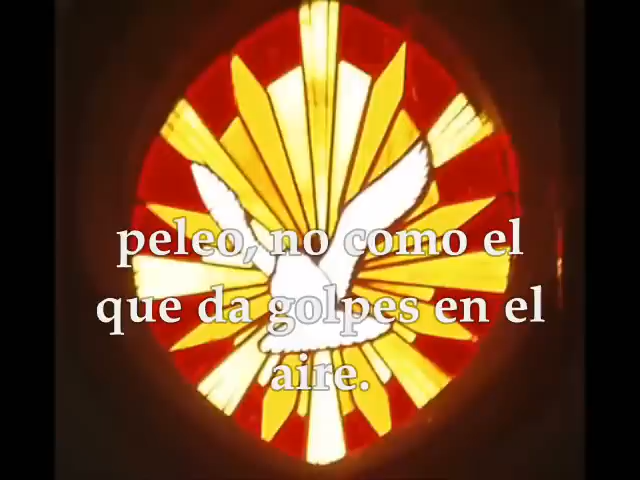 peleo, no como el
que da golpes en el
aire.